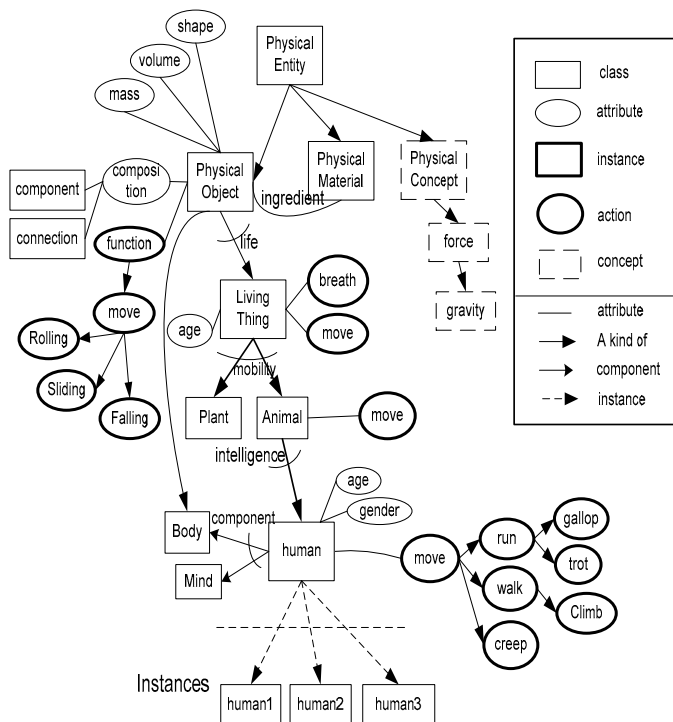 shape
volume
mass
Physical
Entity
Physical
Object
Physical
Material
Physical
Concept
composi
tion
component
connection
ingredient
function
life
force
gravity
move
Rolling
Sliding
Falling
Living
Thing
age
breath
move
mobility
Plant
Animal
move
intelligence
age
gender
Body
component
Mind
human
move
run
walk
creep
gallop
trot
Climb
Instances
human1
human2
human3
class
attribute
instance
action
concept
attribute
A kind of
component
instance